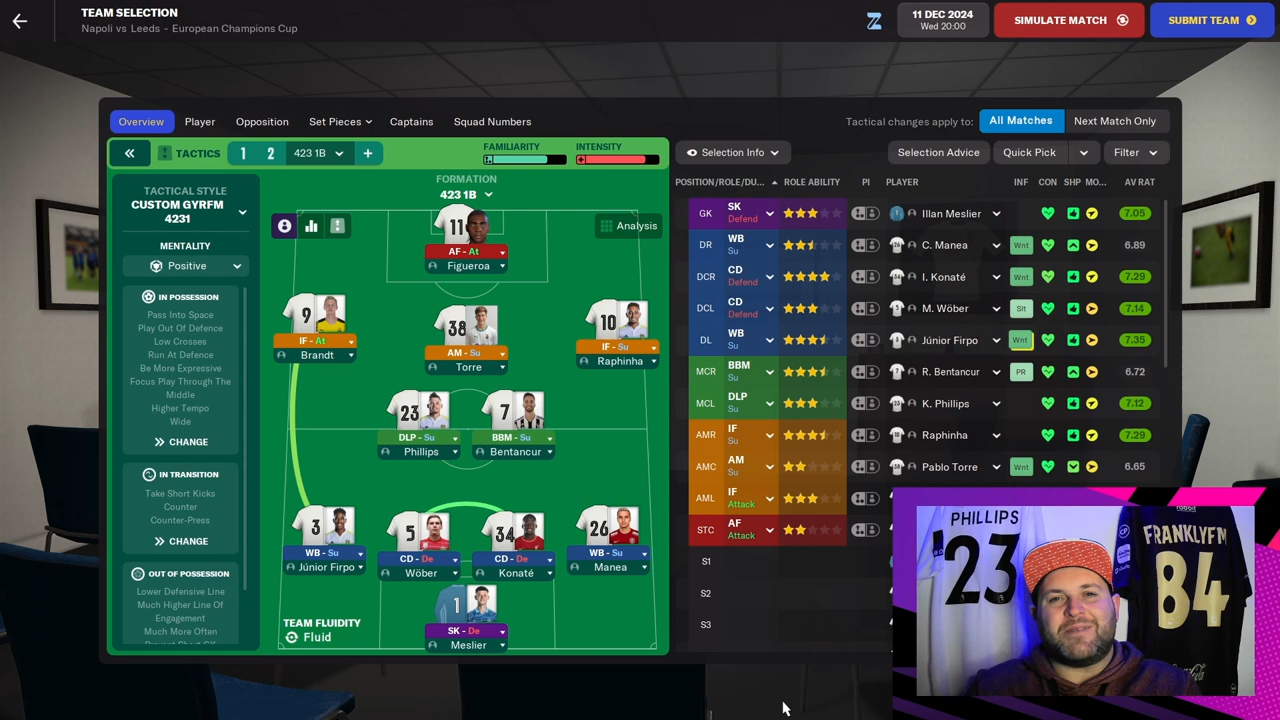 TEAM SELECTION
Napoli vs Leeds - European Champions Cup
11 DEC 2024
Wed 20:00
SIMULATE MATCH
SUBMIT TEAM
Overview
Player
Opposition
Set Pieces
Captains
Squad Numbers
Tactical changes apply to:
All Matches
Next Match Only
TACTICS
1
2
423 1B
+
FAMILIARITY
INTENSITY
TACTICAL STYLE
CUSTOM GYRFM
4231
MENTALITY
Positive
IN POSSESSION
Pass Into Space
Play Out Of Defence
Low Crosses
Run At Defence
Be More Expressive
Focus Play Through The
Middle
Higher Tempo
Wide
CHANGE
IN TRANSITION
Take Short Kicks
Counter
Counter-Press
CHANGE
OUT OF POSSESSION
Lower Defensive Line
Much Higher Line Of
Engagement
Much More Often
FORMATION
423 1B
Analysis
11
AF - At
Figueroa
9
IF - At
Brandt
38
AM - Su
Torre
10
IF - Su
Raphinha
23
DLP - Su
Phillips
7
BBM - Su
Bentancur
3
WB - Su
Júnior Firpo
5
CD - De
Wöber
34
CD - De
Konaté
26
WB - Su
Manea
1
SK - De
Meslier
TEAM FLUIDITY
Fluid
Selection Info
Selection Advice
Quick Pick
Filter
POSITION/ROLE/DU...
ROLE ABILITY
PI
PLAYER
INF
CON
SHP
MO...
AV RAT
GK SK Defend Illan Meslier 7.05
DR WB Su C. Manea Wnt 6.89
DCR CD Defend I. Konaté Wnt 7.29
DCL CD Defend M. Wöber Slt 7.14
DL WB Su Júnior Firpo Wnt 7.35
MCR BBM Su R. Bentancur PR 6.72
MCL DLP Su K. Phillips 7.12
AMR IF Su Raphinha 7.29
AMC AM Su Pablo Torre Wnt 6.65
AML IF Attack
STC AF Attack
S1
S2
S3
PHILLIPS
23
FRANKLYFM
84